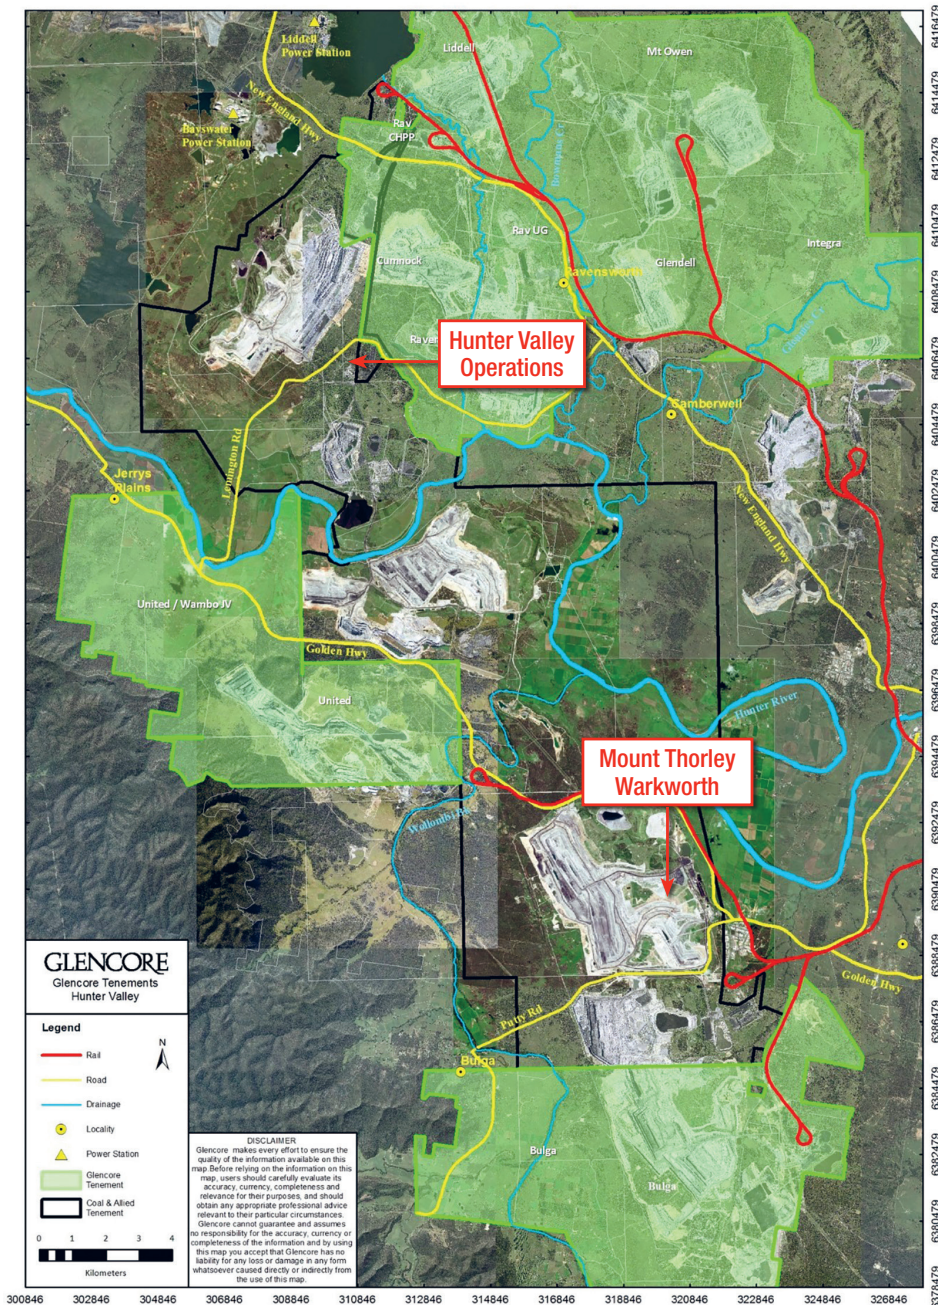 Liddell
Power Station
Liddell
Mt Owen
New England Hwy
Rav
CHPP
Bayswater
Power Station
Bowmans Cr
Rav UG
Integra
Cumnock
Glendell
Ravensworth
Hunter Valley
Operations
Camberwell
Lemington Rd
Jerrys
Plains
New England Hwy
United / Wambo JV
Golden Hwy
United
Hunter River
Mount Thorley
Warkworth
Golden Hwy
Putty Rd
Bulga
Bulga
Bulga
GLENCORE
Glencore Tenements
Hunter Valley
Legend
N
Rail
Road
Drainage
Locality
Power Station
Glencore
Tenement
Coal & Allied
Tenement
0 1 2 3 4
Kilometers
DISCLAIMER
Glencore makes every effort to ensure the
quality of the information available on this
map.Before relying on the information on this
map, users should carefully evaluate its
accuracy, currency, completeness and
relevance for their purposes, and should
obtain any appropriate professional advice
relevant to their particular circumstances.
Glencore cannot guarantee and assumes
no responsibility for the accuracy, currency or
completeness of the information and by using
this map you accept that Glencore has no
liability for any loss or damage in any form
whatsoever caused directly or indirectly from
the use of this map.
6416479
6414479
6412479
6410479
6408479
6406479
6404479
6402479
6400479
6398479
6396479
6394479
6392479
6390479
6388479
6386479
6384479
6382479
6380479
6378479
300846 302846 304846 306846 308846 310846 312846 314846 316846 318846 320846 322846 324846 326846